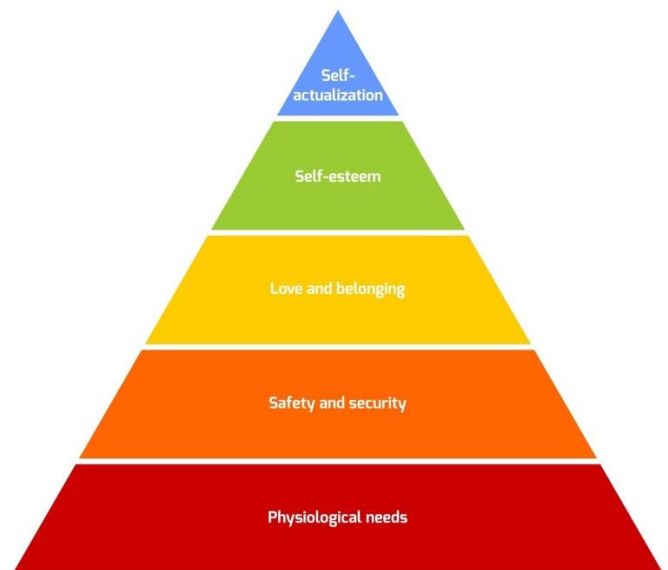 Self-
actualization
Self-esteem
Love and belonging
Safety and security
Physiological needs